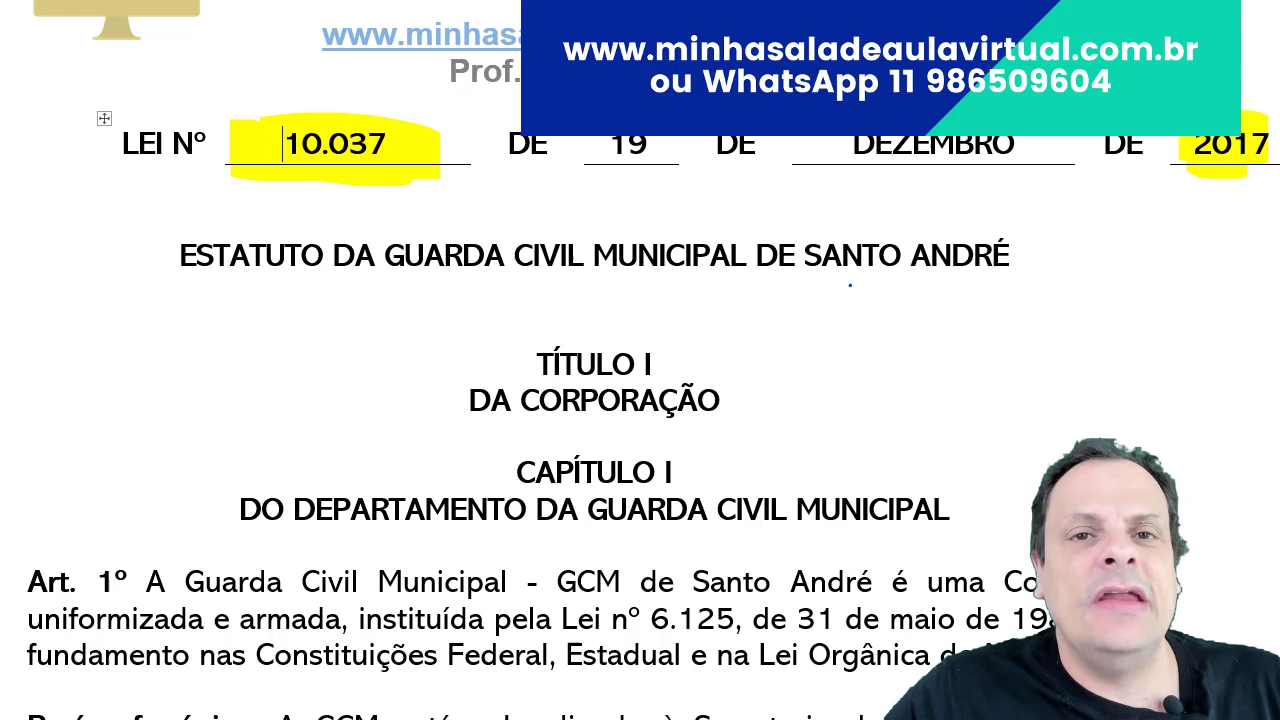 www.minhasa
Prof.
www.minhasaladeaulavirtual.com.br
ou WhatsApp 11 986509604
LEI Nº 10.037 DE 19 DE DEZEMBRO DE 2017
ESTATUTO DA GUARDA CIVIL MUNICIPAL DE SANTO ANDRÉ
TÍTULO I
DA CORPORAÇÃO
CAPÍTULO I
DO DEPARTAMENTO DA GUARDA CIVIL MUNICIPAL
Art. 1º A Guarda Civil Municipal - GCM de Santo André é uma
uniformizada e armada, instituída pela Lei nº 6.125, de 31 de maio de
fundamento nas Constituições Federal, Estadual e na Lei Orgânica